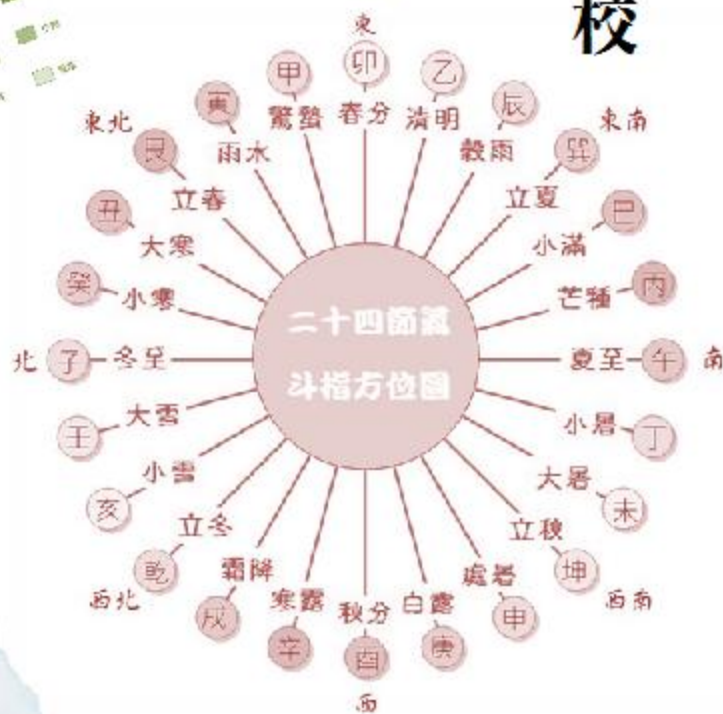 校
東
卯
春分
乙
清明
辰
穀雨
東南
巽
立夏
巳
小滿
丙
芒種
南
午
夏至
丁
小暑
未
大暑
西南
坤
立秋
申
處暑
庚
白露
西
酉
秋分
辛
寒露
戌
霜降
西北
乾
立冬
亥
小雪
壬
大雪
北
子
冬至
癸
小寒
丑
大寒
東北
艮
立春
寅
雨水
甲
驚蟄
二十四節氣
斗指方位圖